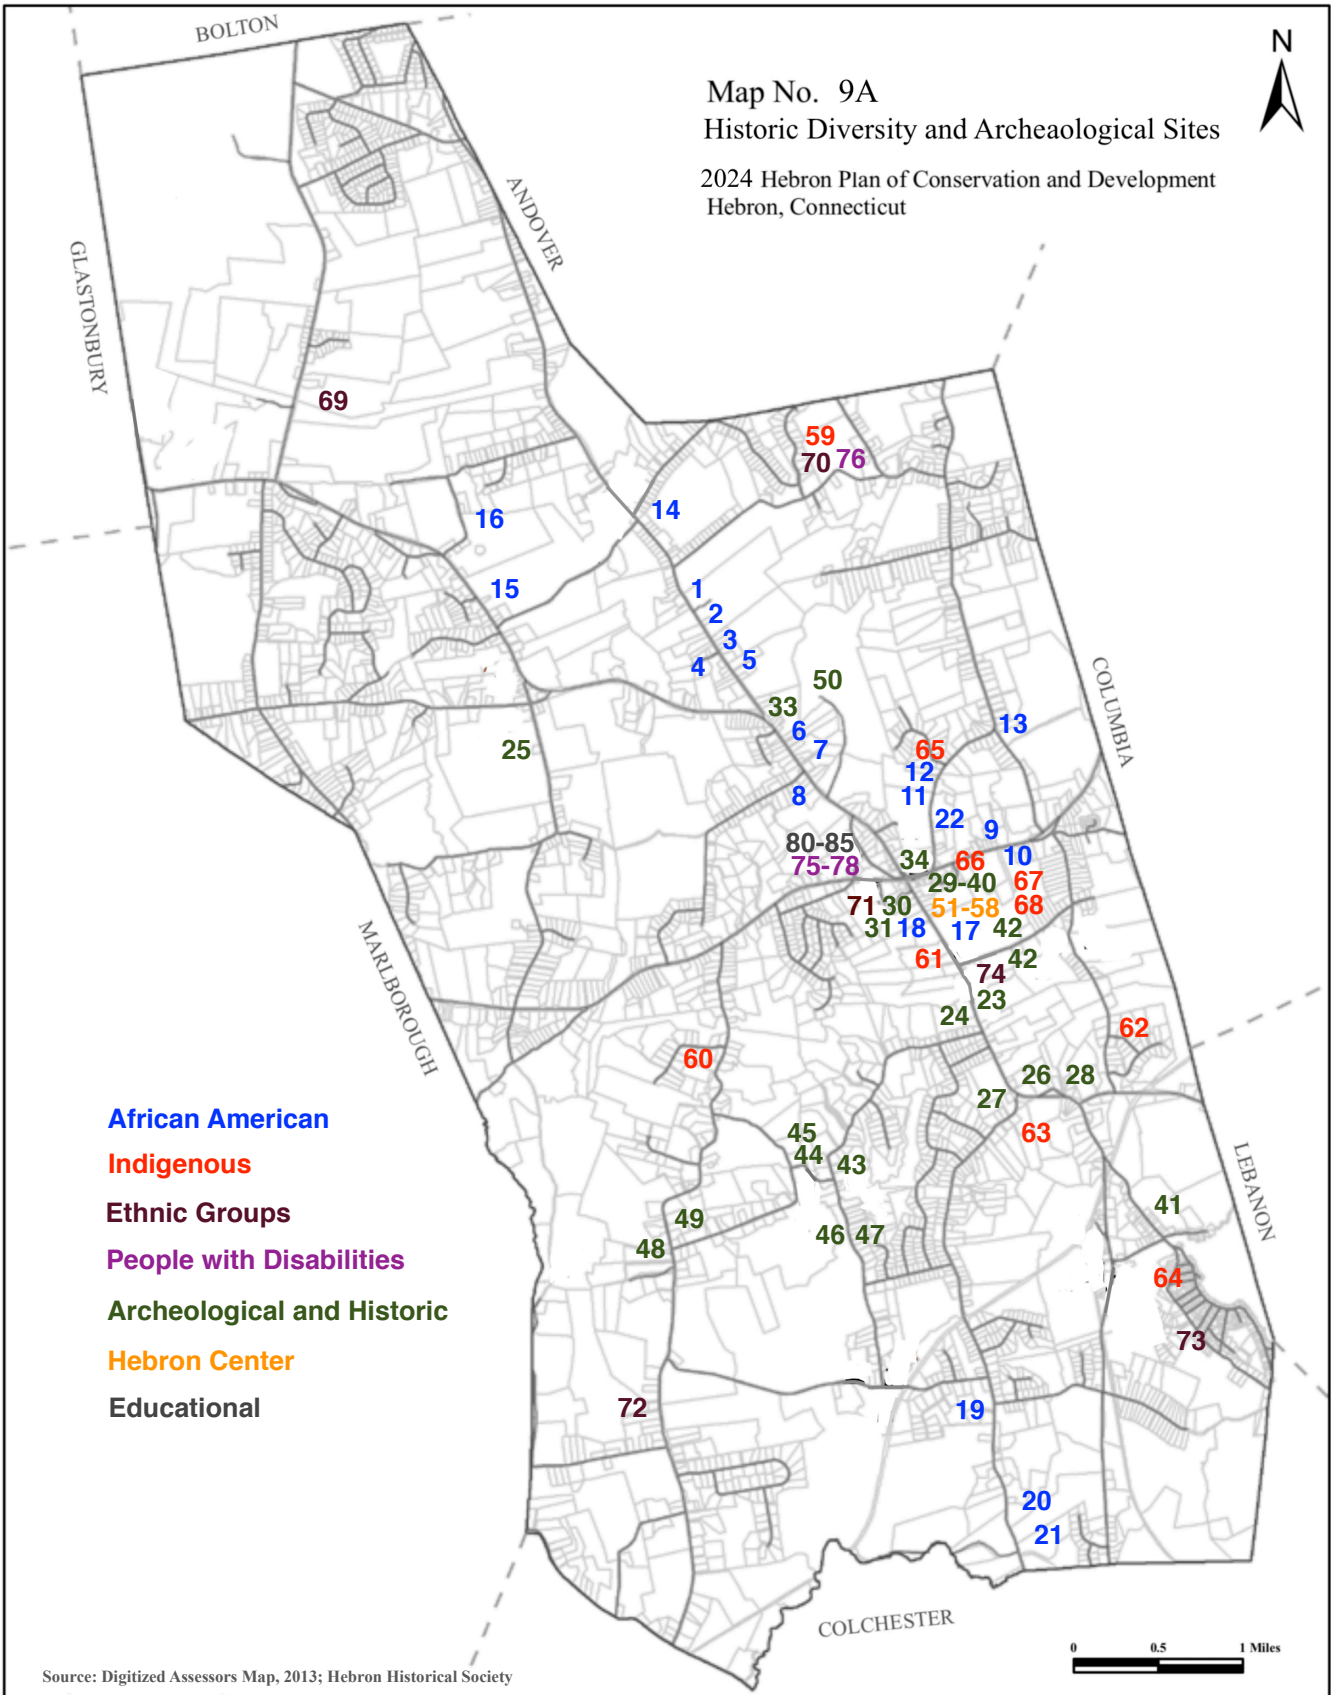 BOLTON
N
Map No. 9A
Historic Diversity and Archeaological Sites
2024 Hebron Plan of Conservation and Development
Hebron, Connecticut
ANDOVER
GLASTONBURY
69
59
70 76
14
16
15
1
2
3
4 5
50
33
6
7
13
COLUMBIA
25
65
12
11
8
22
9
80-85
75-78
34
66
10
29-40
67
71 30
51-58
68
31 18
17
42
61
42
74
23
24
62
MARLBOROUGH
60
26 28
27
63
African American
Indigenous
Ethnic Groups
People with Disabilities
Archeological and Historic
Hebron Center
Educational
45
44
43
49
48
46 47
41
LEBANON
64
73
72
19
20
21
COLCHESTER
0 0.5 1 Miles
Source: Digitized Assessors Map, 2013; Hebron Historical Society